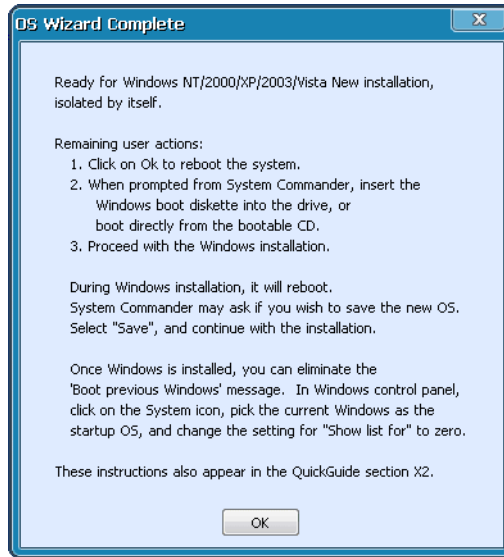 OS Wizard Complete
X
Ready for Windows NT/2000/XP/2003/Vista New installation,
isolated by itself.
Remaining user actions:
1. Click on Ok to reboot the system.
2. When prompted from System Commander, insert the
Windows boot diskette into the drive, or
boot directly from the bootable CD.
3. Proceed with the Windows installation.
During Windows installation, it will reboot.
System Commander may ask if you wish to save the new OS.
Select "Save", and continue with the installation.
Once Windows is installed, you can eliminate the
'Boot previous Windows' message. In Windows control panel,
click on the System icon, pick the current Windows as the
startup OS, and change the setting for "Show list for" to zero.
These instructions also appear in the QuickGuide section X2.
OK